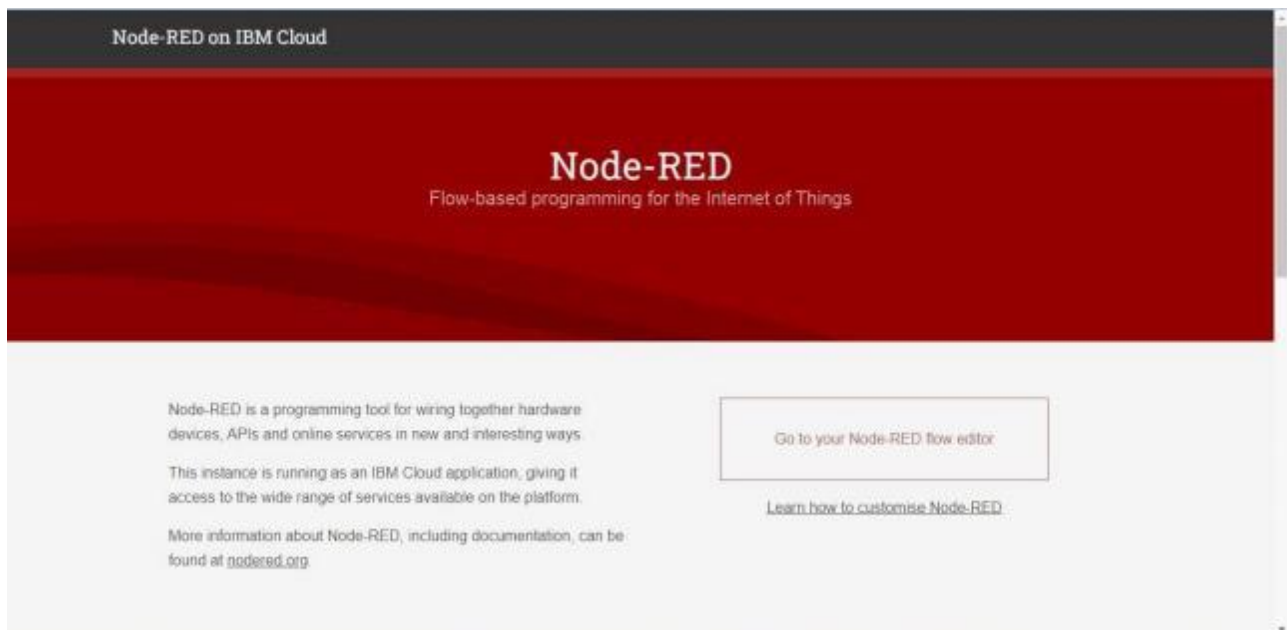 Node-RED on IBM Cloud
Node-RED
Flow-based programming for the Internet of Things
Node-RED is a programming tool for wiring together hardware
devices, APIs and online services in new and interesting ways.
This instance is running as an IBM Cloud application, giving it
access to the wide range of services available on the platform.
More information about Node-RED, including documentation, can be
found at nodered.org
Go to your Node-RED flow editor
Learn how to customise Node-RED